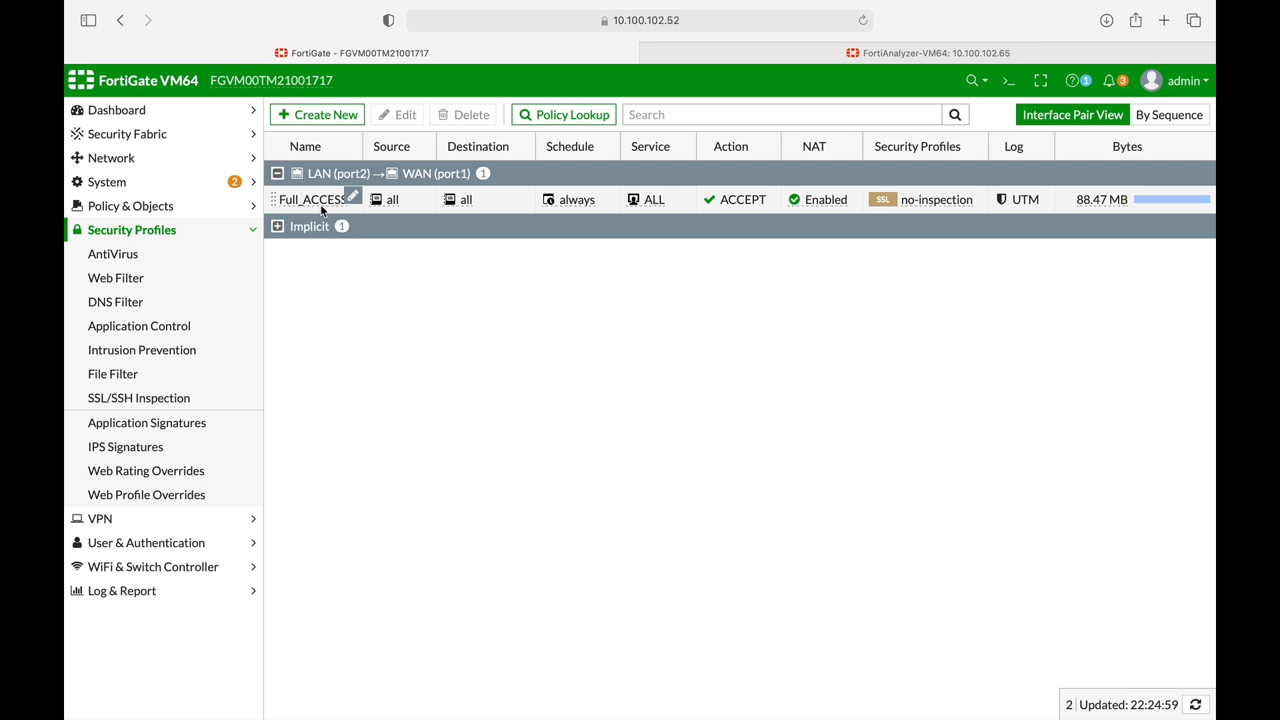 10.100.102.52
FortiGate - FGVM00TM21001717
FortiAnalyzer-VM64: 10.100.102.65
FortiGate VM64 FGVM00TM21001717
1 3 admin
Dashboard
Security Fabric
Network
System 2
Policy & Objects
Security Profiles
AntiVirus
Web Filter
DNS Filter
Application Control
Intrusion Prevention
File Filter
SSL/SSH Inspection
Application Signatures
IPS Signatures
Web Rating Overrides
Web Profile Overrides
VPN
User & Authentication
WiFi & Switch Controller
Log & Report
Create New Edit Delete Policy Lookup Search Interface Pair View By Sequence
Name Source Destination Schedule Service Action NAT Security Profiles Log Bytes
LAN (port2) → WAN (port1) 1
Full_ACCESS all all always ALL ACCEPT Enabled SSL no-inspection UTM 88.47 MB
Implicit 1
2 Updated: 22:24:59